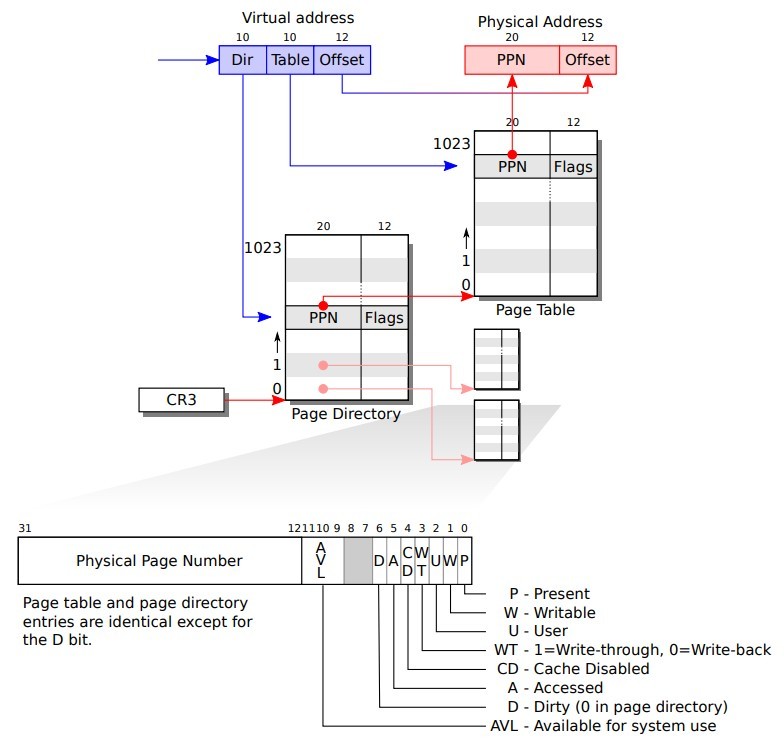 Virtual address
Physical Address
10 10 12
20 12
Dir Table Offset
PPN Offset
20 12
1023
PPN Flags
1
0
Page Table
20 12
1023
PPN Flags
1
0
CR3
Page Directory
31 12 11 10 9 8 7 6 5 4 3 2 1 0
Physical Page Number
AVL
D
A
CD
WT
U
W
P
Page table and page directory
entries are identical except for
the D bit.
P - Present
W - Writable
U - User
WT - 1=Write-through, 0=Write-back
CD - Cache Disabled
A - Accessed
D - Dirty (0 in page directory)
AVL - Available for system use